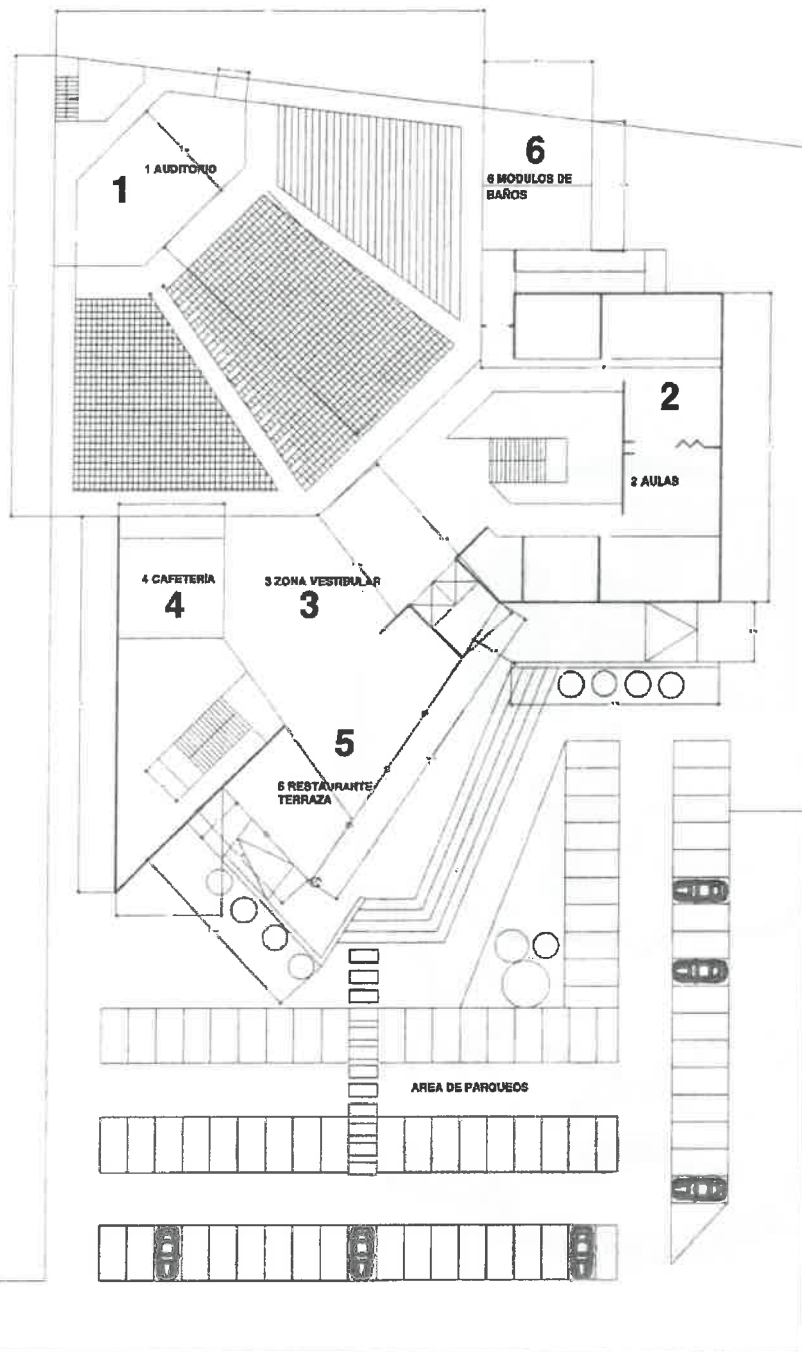 1
1 AUDITORIO
6
6 MODULOS DE
BAÑOS
2
2 AULAS
4 CAFETERÍA
4
3 ZONA VESTIBULAR
3
5
5 RESTAURANTE
TERRAZA
AREA DE PARQUEOS